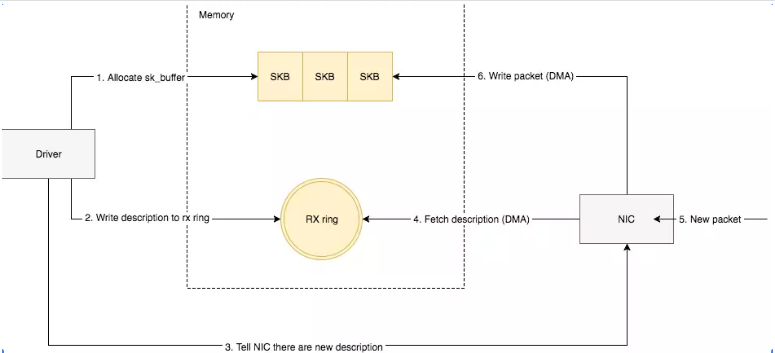 Memory
1. Allocate sk_buffer
SKB SKB SKB
6. Write packet (DMA)
Driver
2. Write description to rx ring
RX ring
4. Fetch description (DMA)
NIC
5. New packet
3. Tell NIC there are new description